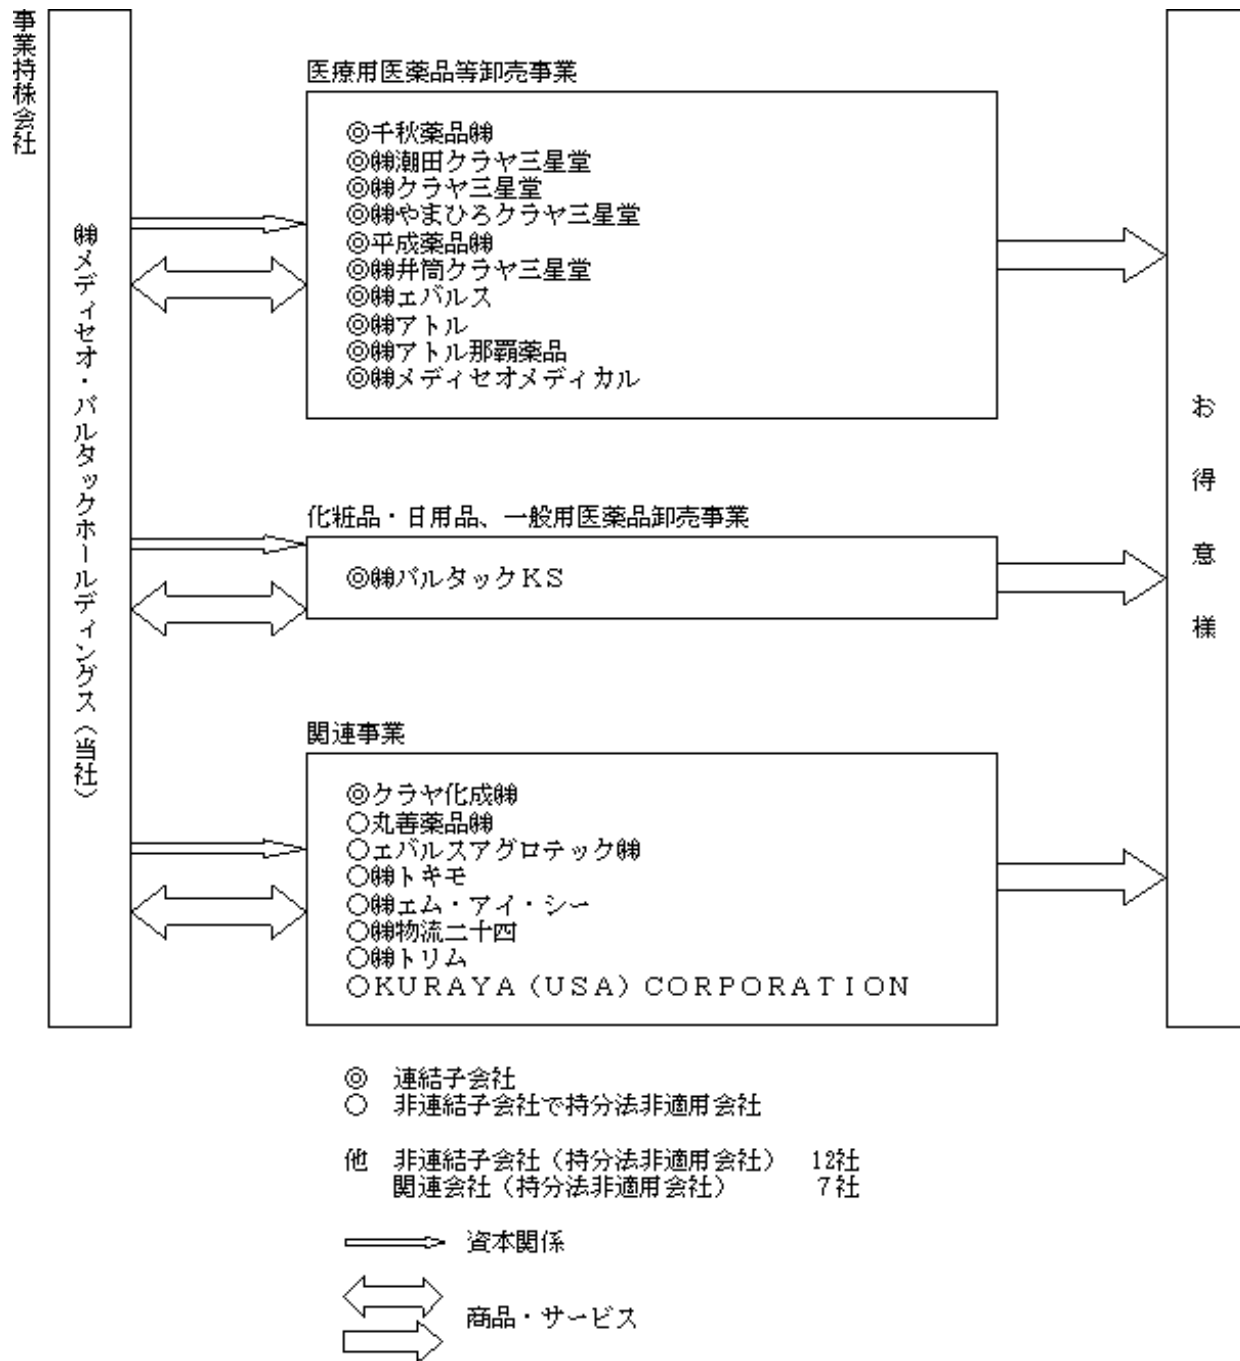 事業持株会社
㈱メディセオ・パルタックホールディングス（当社）
医療用医薬品等卸売事業
◎千秋薬品㈱
◎㈱潮田クラヤ三星堂
◎㈱クラヤ三星堂
◎㈱やまひろクラヤ三星堂
◎平成薬品㈱
◎㈱井筒クラヤ三星堂
◎㈱エバルス
◎㈱アトル
◎㈱アトル那覇薬品
◎㈱メディセオメディカル
化粧品・日用品、一般用医薬品卸売事業
◎㈱パルタックＫＳ
関連事業
◎クラヤ化成㈱
○丸善薬品㈱
○エバルスアグロテック㈱
○㈱トキモ
○㈱エム・アイ・シー
○㈱物流二十四
○㈱トリム
○ＫＵＲＡＹＡ（ＵＳＡ）ＣＯＲＰＯＲＡＴＩＯＮ
お得意様
◎　連結子会社
○　非連結子会社で持分法非適用会社
他　非連結子会社（持分法非適用会社）　12社
関連会社（持分法非適用会社）　７社
資本関係
商品・サービス